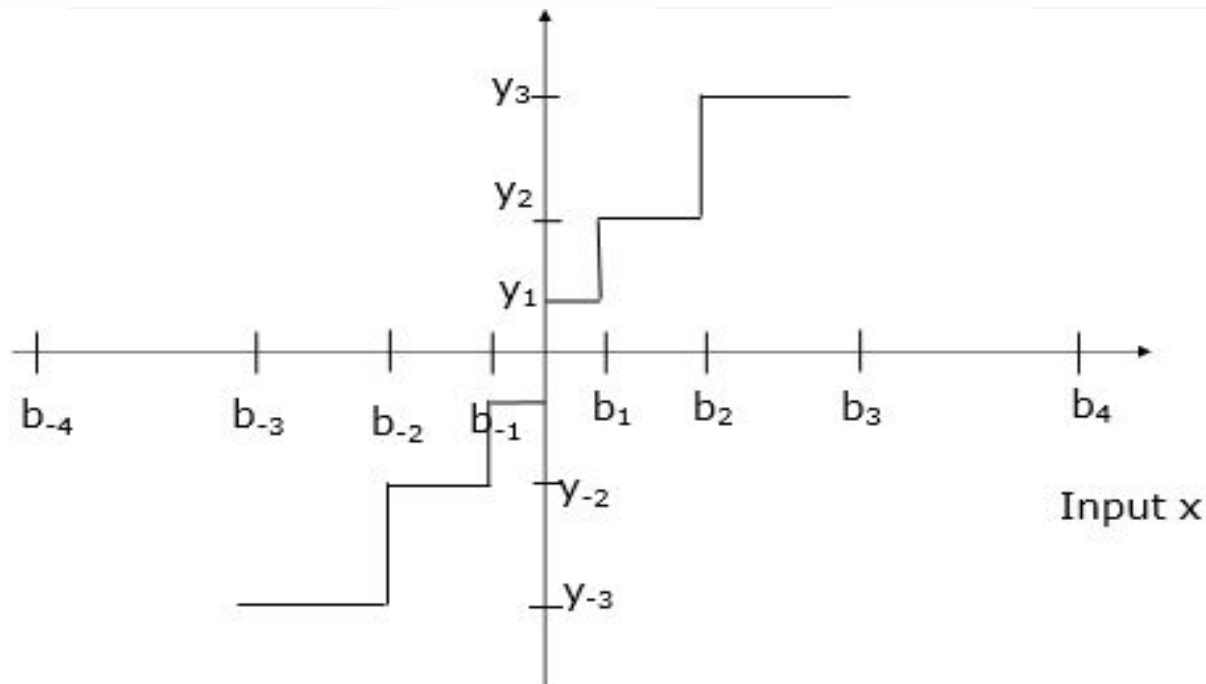 y₃
y₂
y₁
b₋₄ b₋₃ b₋₂ b₋₁ b₁ b₂ b₃ b₄
y₋₂
Input x
y₋₃